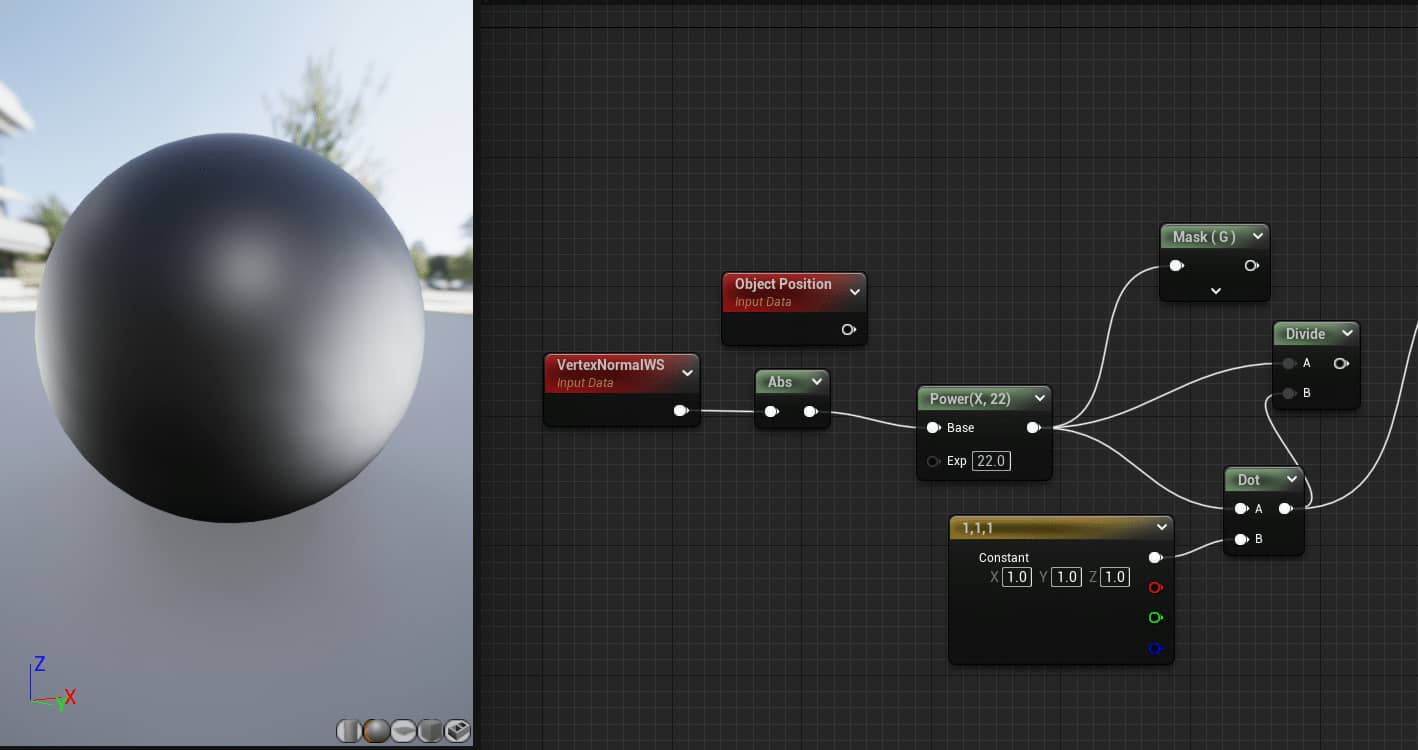 Mask ( G )
Object Position
Input Data
Divide
A
B
VertexNormalWS
Input Data
Abs
Power(X, 22)
Base
Exp 22.0
Dot
A
B
1,1,1
Constant
X 1.0 Y 1.0 Z 1.0
Z
X
Y